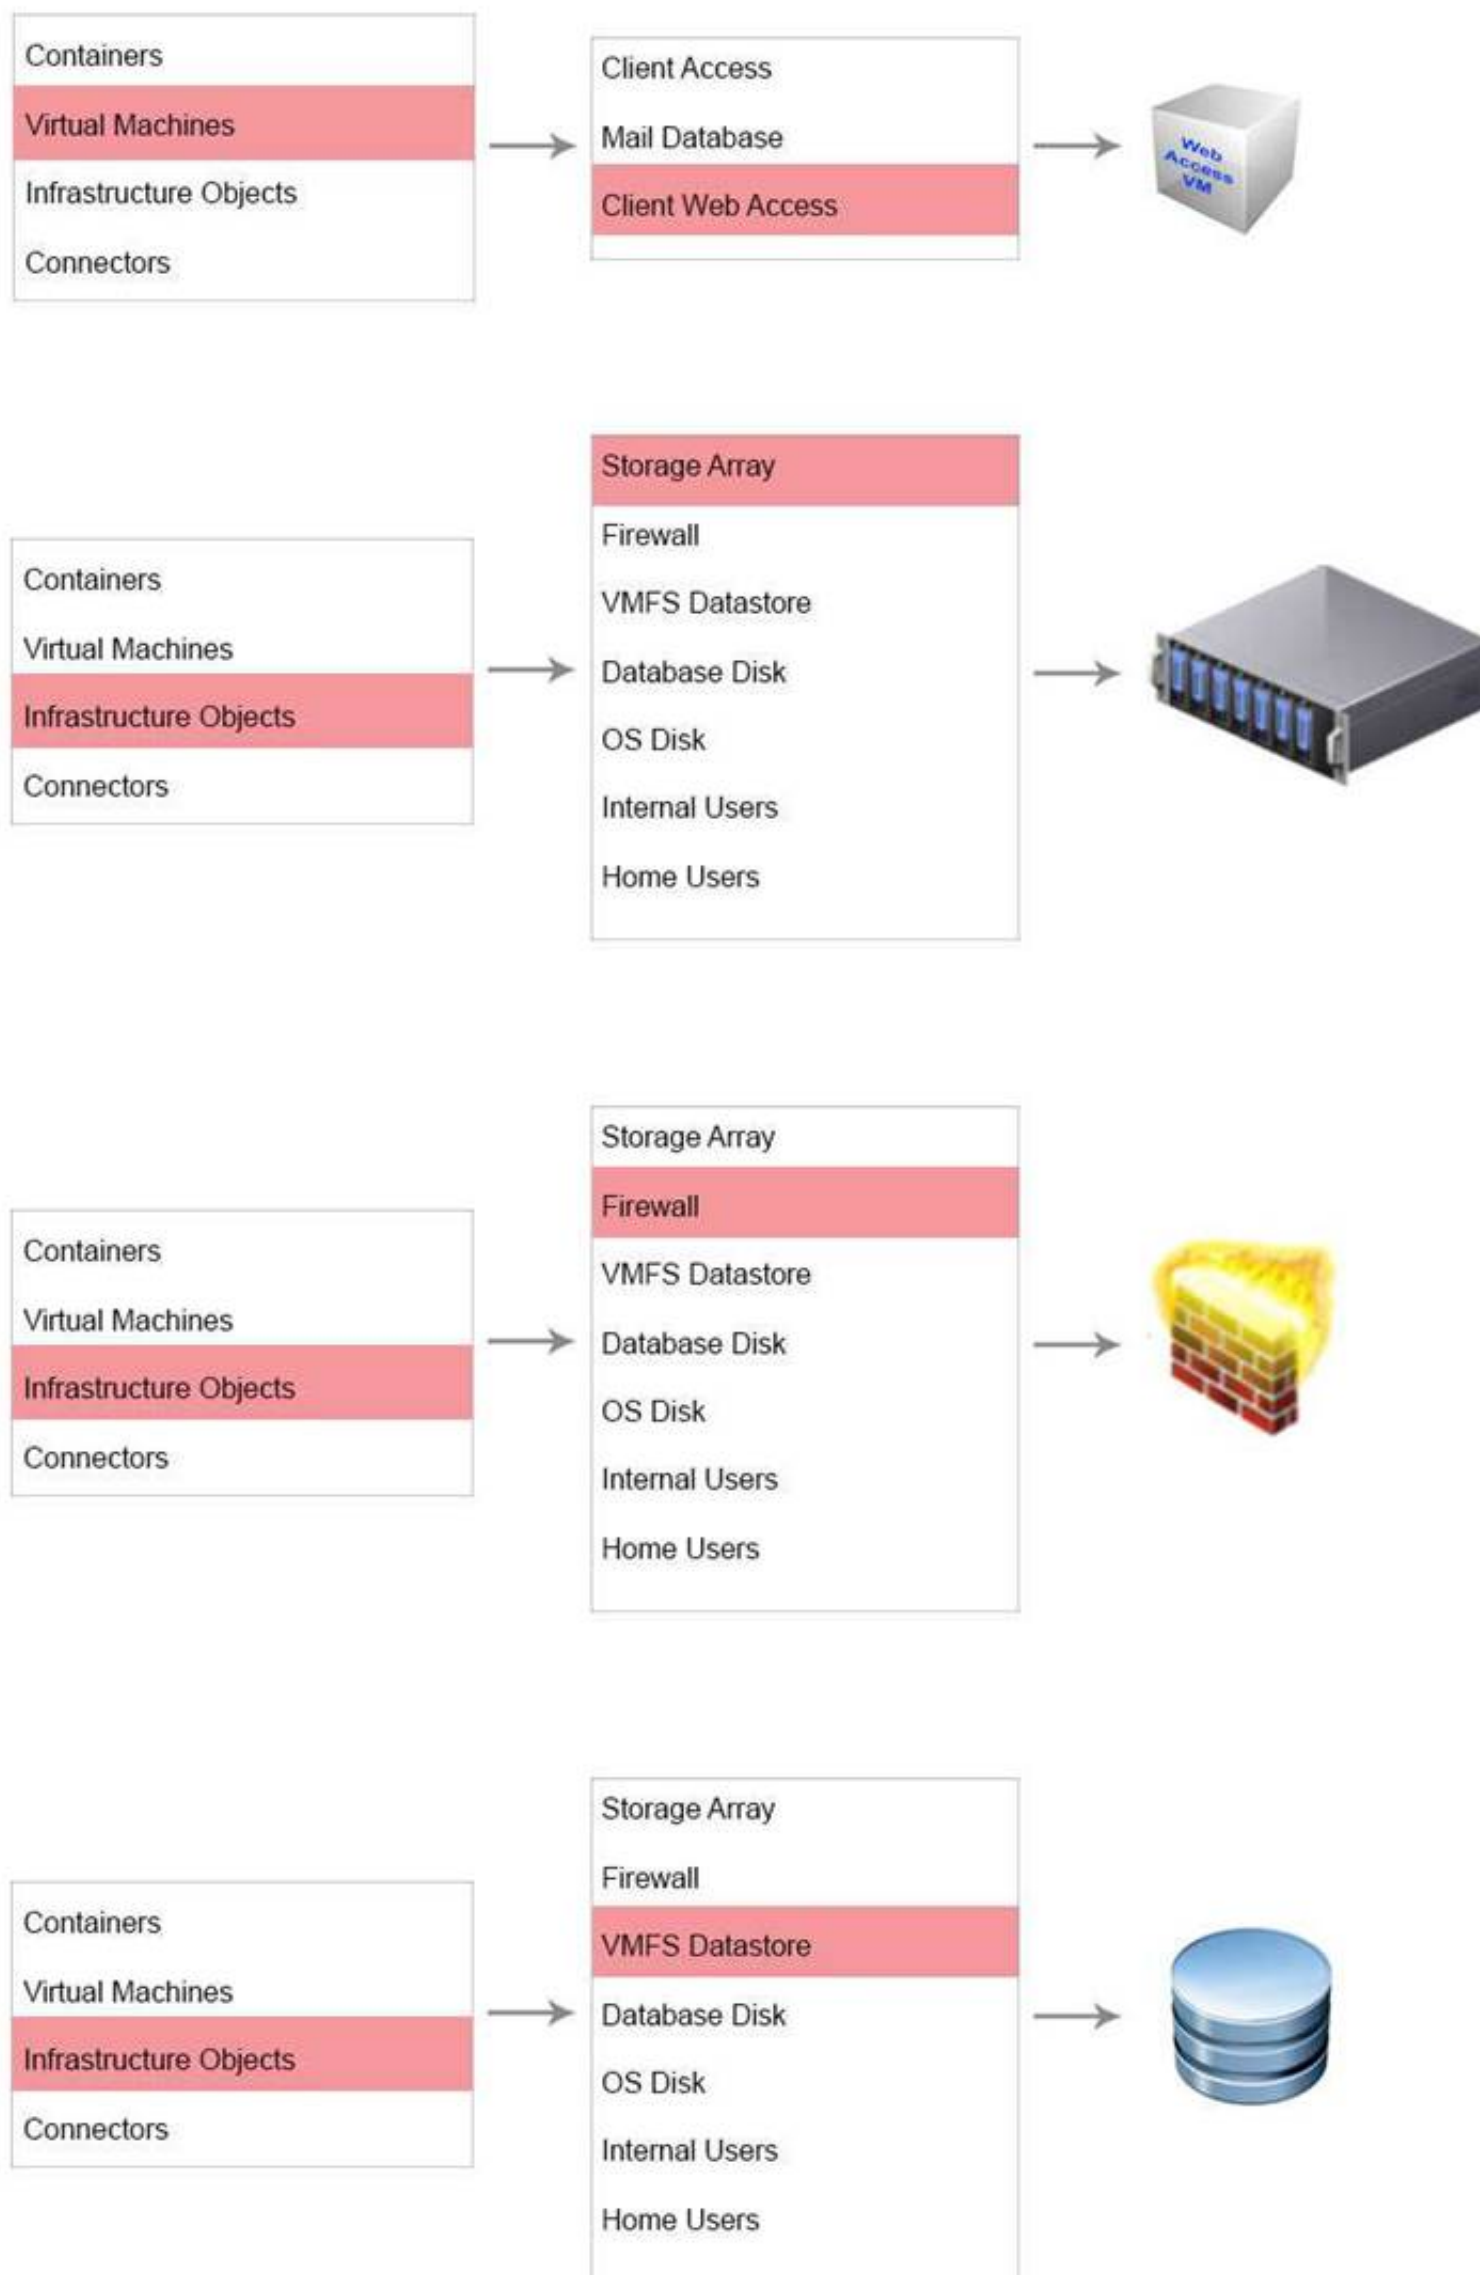 Containers
Virtual Machines
Infrastructure Objects
Connectors
Client Access
Mail Database
Client Web Access
Web
Access
VM
Containers
Virtual Machines
Infrastructure Objects
Connectors
Storage Array
Firewall
VMFS Datastore
Database Disk
OS Disk
Internal Users
Home Users
Containers
Virtual Machines
Infrastructure Objects
Connectors
Storage Array
Firewall
VMFS Datastore
Database Disk
OS Disk
Internal Users
Home Users
Containers
Virtual Machines
Infrastructure Objects
Connectors
Storage Array
Firewall
VMFS Datastore
Database Disk
OS Disk
Internal Users
Home Users